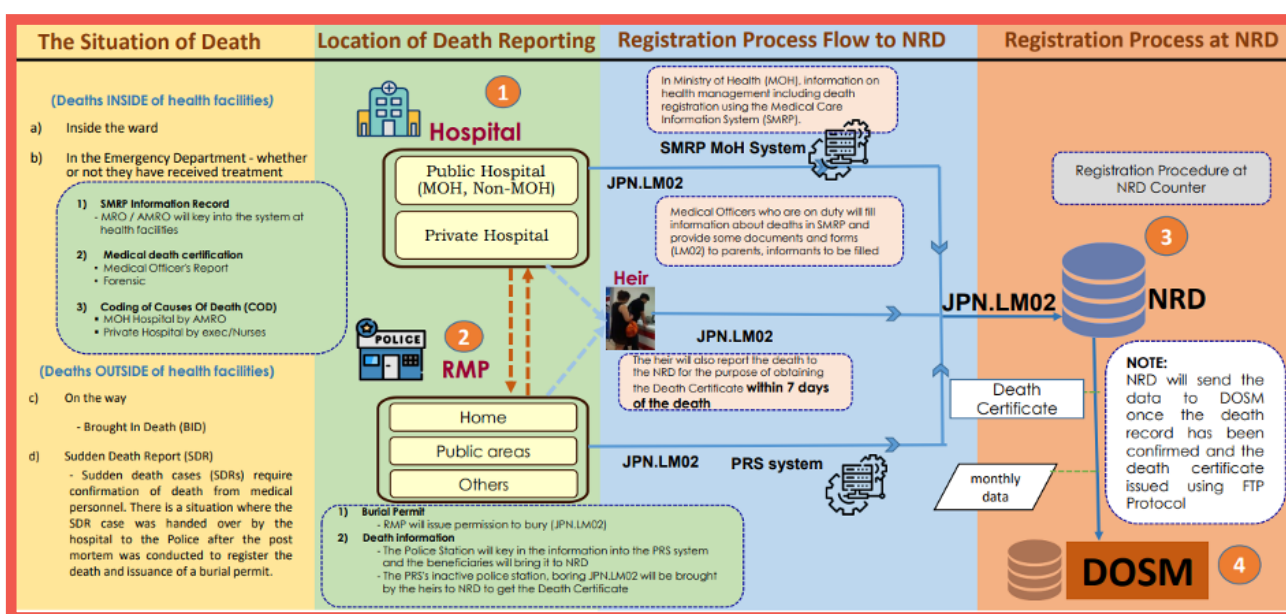 The Situation of Death
Location of Death Reporting
Registration Process Flow to NRD
Registration Process at NRD
(Deaths INSIDE of health facilities)
a) Inside the ward
b) In the Emergency Department - whether
or not they have received treatment
1) SMRP Information Record
- MRO / AMRO will key into the system at
health facilities
2) Medical death certification
• Medical Officer's Report
• Forensic
3) Coding of Causes Of Death (COD)
• MOH Hospital by AMRO
• Private Hospital by exec/Nurses
(Deaths OUTSIDE of health facilities)
c) On the way
- Brought In Death (BID)
d) Sudden Death Report (SDR)
- Sudden death cases (SDRs) require
confirmation of death from medical
personnel. There is a situation where the
SDR case was handed over by the
hospital to the Police after the post
mortem was conducted to register the
death and issuance of a burial permit.
1
Hospital
Public Hospital
(MOH, Non-MOH)
Private Hospital
POLICE
2
RMP
Home
Public areas
Others
1) Burial Permit
- RMP will issue permission to bury (JPN.LM02)
2) Death information
- The Police Station will key in the information into the PRS system
and the beneficiaries will bring it to NRD
- The PRS's inactive police station, boring JPN.LM02 will be brought
by the heirs to NRD to get the Death Certificate
In Ministry of Health (MOH), information on
health management including death
registration using the Medical Care
Information System (SMRP).
SMRP MoH System
JPN.LM02
Medical Officers who are on duty will fill
information about deaths in SMRP and
provide some documents and forms
(LM02) to parents, informants to be filled
Heir
JPN.LM02
The heir will also report the death to
the NRD for the purpose of obtaining
the Death Certificate within 7 days
of the death
JPN.LM02
PRS system
JPN.LM02
Registration Procedure at
NRD Counter
3
NRD
Death
Certificate
monthly
data
NOTE:
NRD will send the
data to DOSM
once the death
record has been
confirmed and the
death certificate
issued using FTP
Protocol
DOSM
4